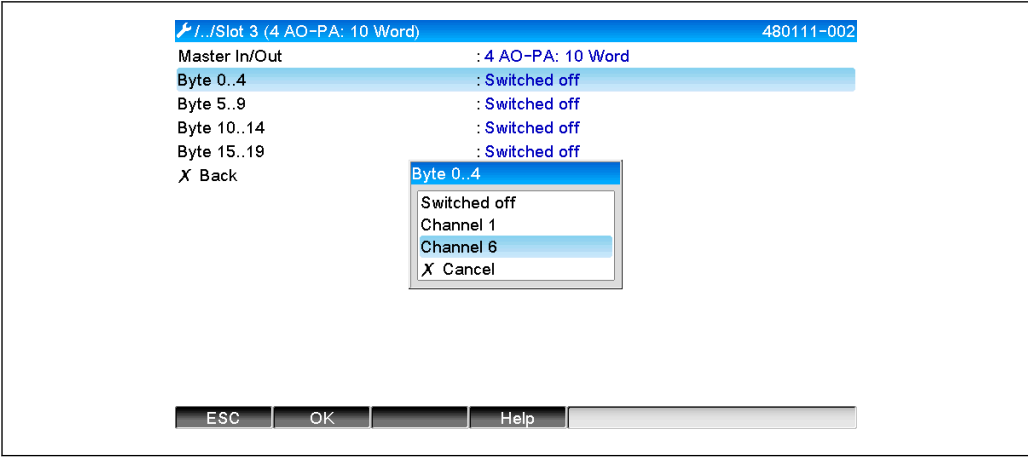 /../Slot 3 (4 AO-PA: 10 Word) 480111-002
Master In/Out : 4 AO-PA: 10 Word
Byte 0..4 : Switched off
Byte 5..9 : Switched off
Byte 10..14 : Switched off
Byte 15..19 : Switched off
X Back
Byte 0..4
Switched off
Channel 1
Channel 6
X Cancel
ESC OK Help